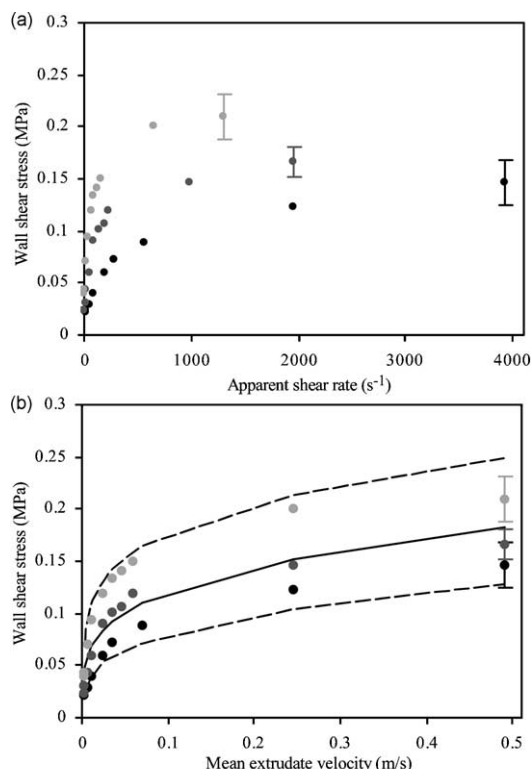 (a)
0.3
0.25
0.2
0.15
0.1
0.05
0
Wall shear stress (MPa)
0 1000 2000 3000 4000
Apparent shear rate (s-1)
(b)
0.3
0.25
0.2
0.15
0.1
0.05
0
Wall shear stress (MPa)
0 0.1 0.2 0.3 0.4 0.5
Mean extrudate velocity (m/s)